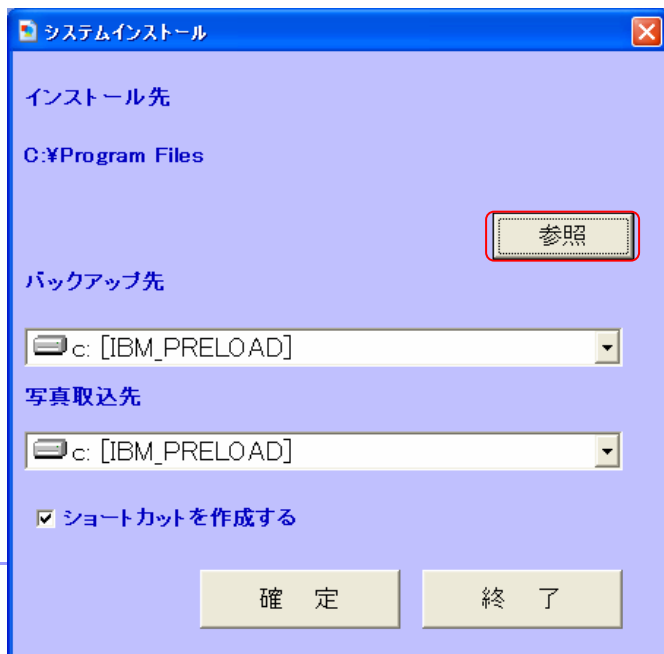 システムインストール
インストール先
C:¥Program Files
参照
バックアップ先
c: [IBM_PRELOAD]
写真取込先
c: [IBM_PRELOAD]
ショートカットを作成する
確　定
終　了